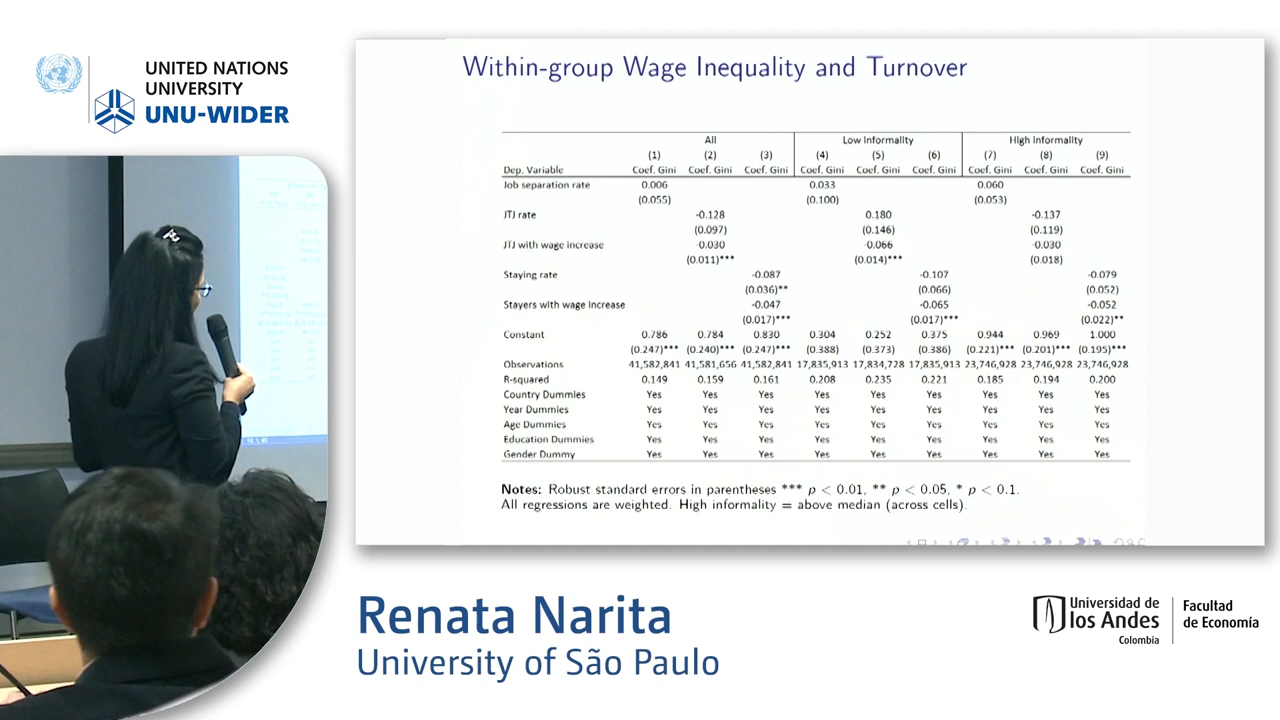 UNITED NATIONS
UNIVERSITY
UNU-WIDER
Within-group Wage Inequality and Turnover
All Low Informality High Informality
(1) (2) (3) (4) (5) (6) (7) (8) (9)
Dep. Variable Coef. Gini Coef. Gini Coef. Gini Coef. Gini Coef. Gini Coef. Gini Coef. Gini Coef. Gini Coef. Gini
Job separation rate 0.006 0.033 0.060
(0.055) (0.100) (0.053)
JTJ rate -0.128 0.180 -0.137
(0.097) (0.146) (0.119)
JTJ with wage increase -0.030 -0.066 -0.030
(0.011)*** (0.014)*** (0.018)
Staying rate -0.087 -0.107 -0.079
(0.036)** (0.066) (0.052)
Stayers with wage Increase -0.047 -0.065 -0.052
(0.017)*** (0.017)*** (0.022)**
Constant 0.786 0.784 0.830 0.304 0.252 0.375 0.944 0.969 1.000
(0.247)*** (0.240)*** (0.247)*** (0.388) (0.373) (0.386) (0.221)*** (0.201)*** (0.195)***
Observations 41,582,841 41,581,656 41,582,841 17,835,913 17,834,728 17,835,913 23,746,928 23,746,928 23,746,928
R-squared 0.149 0.159 0.161 0.208 0.235 0.221 0.185 0.194 0.200
Country Dummies Yes Yes Yes Yes Yes Yes Yes Yes Yes
Year Dummies Yes Yes Yes Yes Yes Yes Yes Yes Yes
Age Dummies Yes Yes Yes Yes Yes Yes Yes Yes Yes
Education Dummies Yes Yes Yes Yes Yes Yes Yes Yes Yes
Gender Dummy Yes Yes Yes Yes Yes Yes Yes Yes Yes
Notes: Robust standard errors in parentheses *** p < 0.01, ** p < 0.05, * p < 0.1.
All regressions are weighted. High informality = above median (across cells).
Renata Narita
University of São Paulo
Universidad de
los Andes
Colombia
Facultad
de Economía